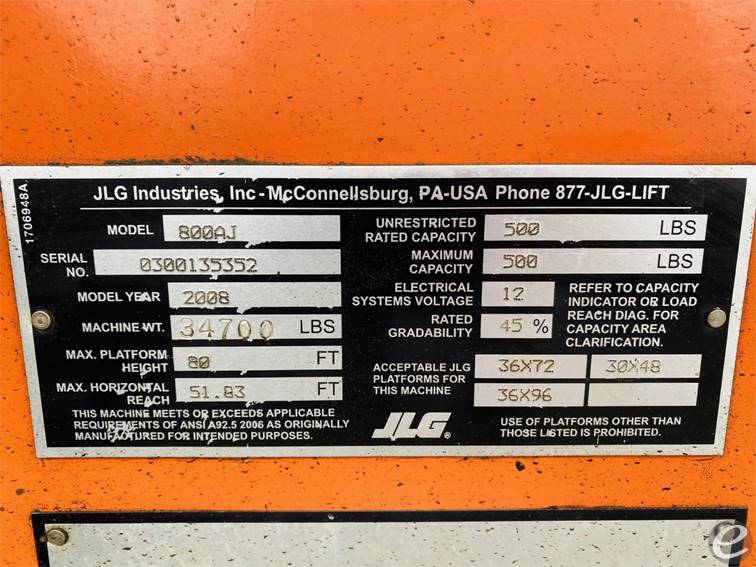 1706948A
JLG Industries, Inc - McConnellsburg, PA-USA Phone 877-JLG-LIFT
MODEL 800AJ
SERIAL NO. 0300135352
MODEL YEAR 2008
MACHINE WT. 34700 LBS
MAX. PLATFORM HEIGHT 80 FT
MAX. HORIZONTAL REACH 51.83 FT
THIS MACHINE MEETS OR EXCEEDS APPLICABLE
REQUIREMENTS OF ANSI A92.5 2006 AS ORIGINALLY
MANUFACTURED FOR INTENDED PURPOSES.
UNRESTRICTED
RATED CAPACITY 500 LBS
MAXIMUM
CAPACITY 500 LBS
ELECTRICAL
SYSTEMS VOLTAGE 12
RATED
GRADABILITY 45 %
REFER TO CAPACITY
INDICATOR OR LOAD
REACH DIAG. FOR
CAPACITY AREA
CLARIFICATION.
ACCEPTABLE JLG
PLATFORMS FOR
THIS MACHINE
36X72 30X48
36X96
JLG®
USE OF PLATFORMS OTHER THAN
THOSE LISTED IS PROHIBITED.